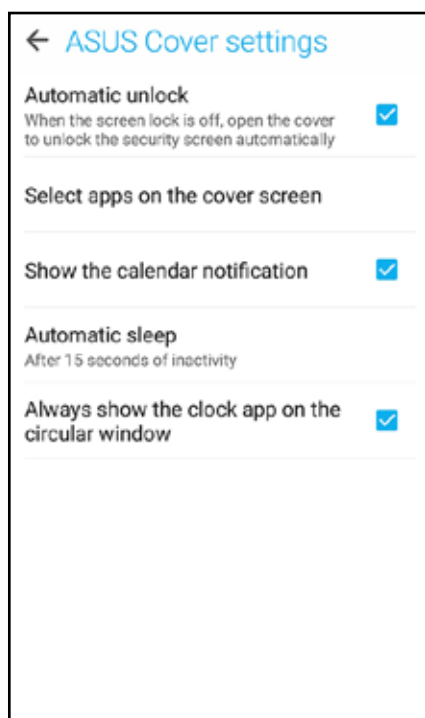 ASUS Cover settings
Automatic unlock
When the screen lock is off, open the cover
to unlock the security screen automatically
Select apps on the cover screen
Show the calendar notification
Automatic sleep
After 15 seconds of inactivity
Always show the clock app on the
circular window